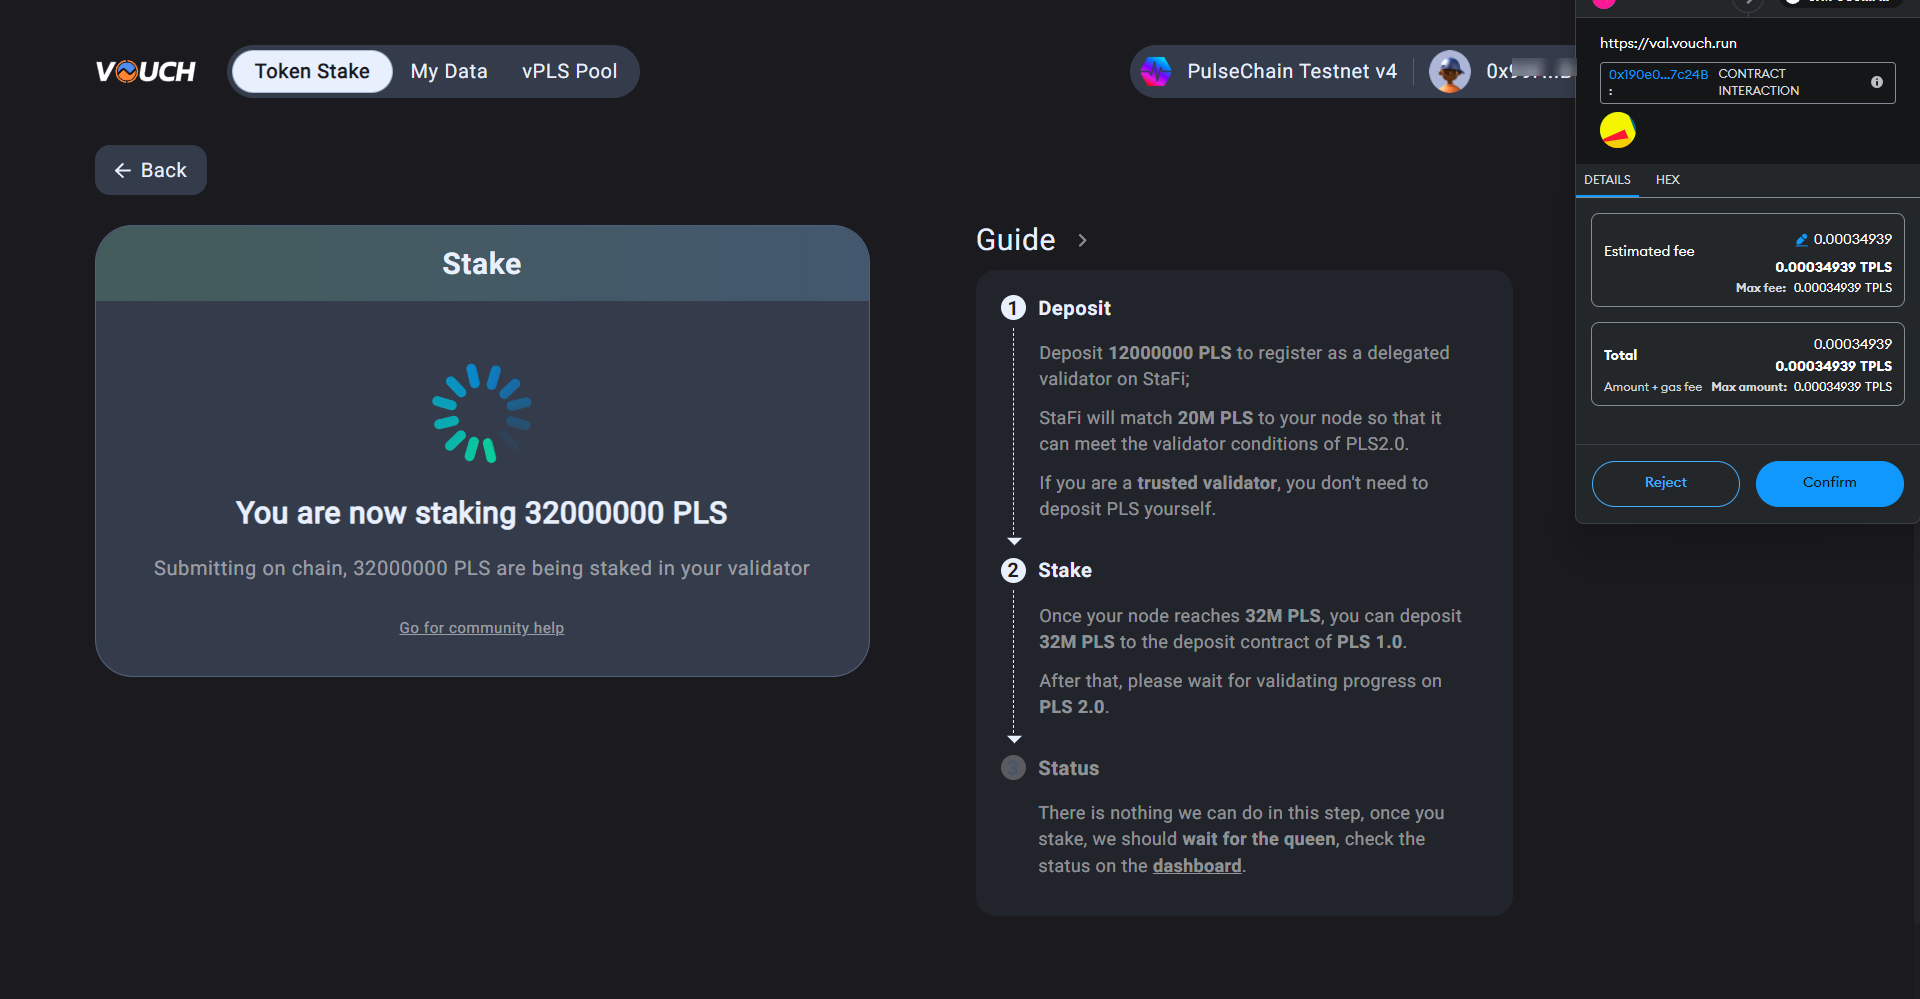 VOUCH
Token Stake
My Data
vPLS Pool
PulseChain Testnet v4
Back
Stake
You are now staking 32000000 PLS
Submitting on chain, 32000000 PLS are being staked in your validator
Go for community help
Guide
1 Deposit
Deposit 12000000 PLS to register as a delegated
validator on StaFi;
StaFi will match 20M PLS to your node so that it
can meet the validator conditions of PLS2.0.
If you are a trusted validator, you don't need to
deposit PLS yourself.
2 Stake
Once your node reaches 32M PLS, you can deposit
32M PLS to the deposit contract of PLS 1.0.
After that, please wait for validating progress on
PLS 2.0.
3 Status
There is nothing we can do in this step, once you
stake, we should wait for the queen, check the
status on the dashboard.
https://val.vouch.run
0x190e0...7c24B
:
CONTRACT
INTERACTION
DETAILS
HEX
Estimated fee
0.00034939
0.00034939 TPLS
Max fee: 0.00034939 TPLS
Total
0.00034939
0.00034939 TPLS
Amount + gas fee Max amount: 0.00034939 TPLS
Reject
Confirm